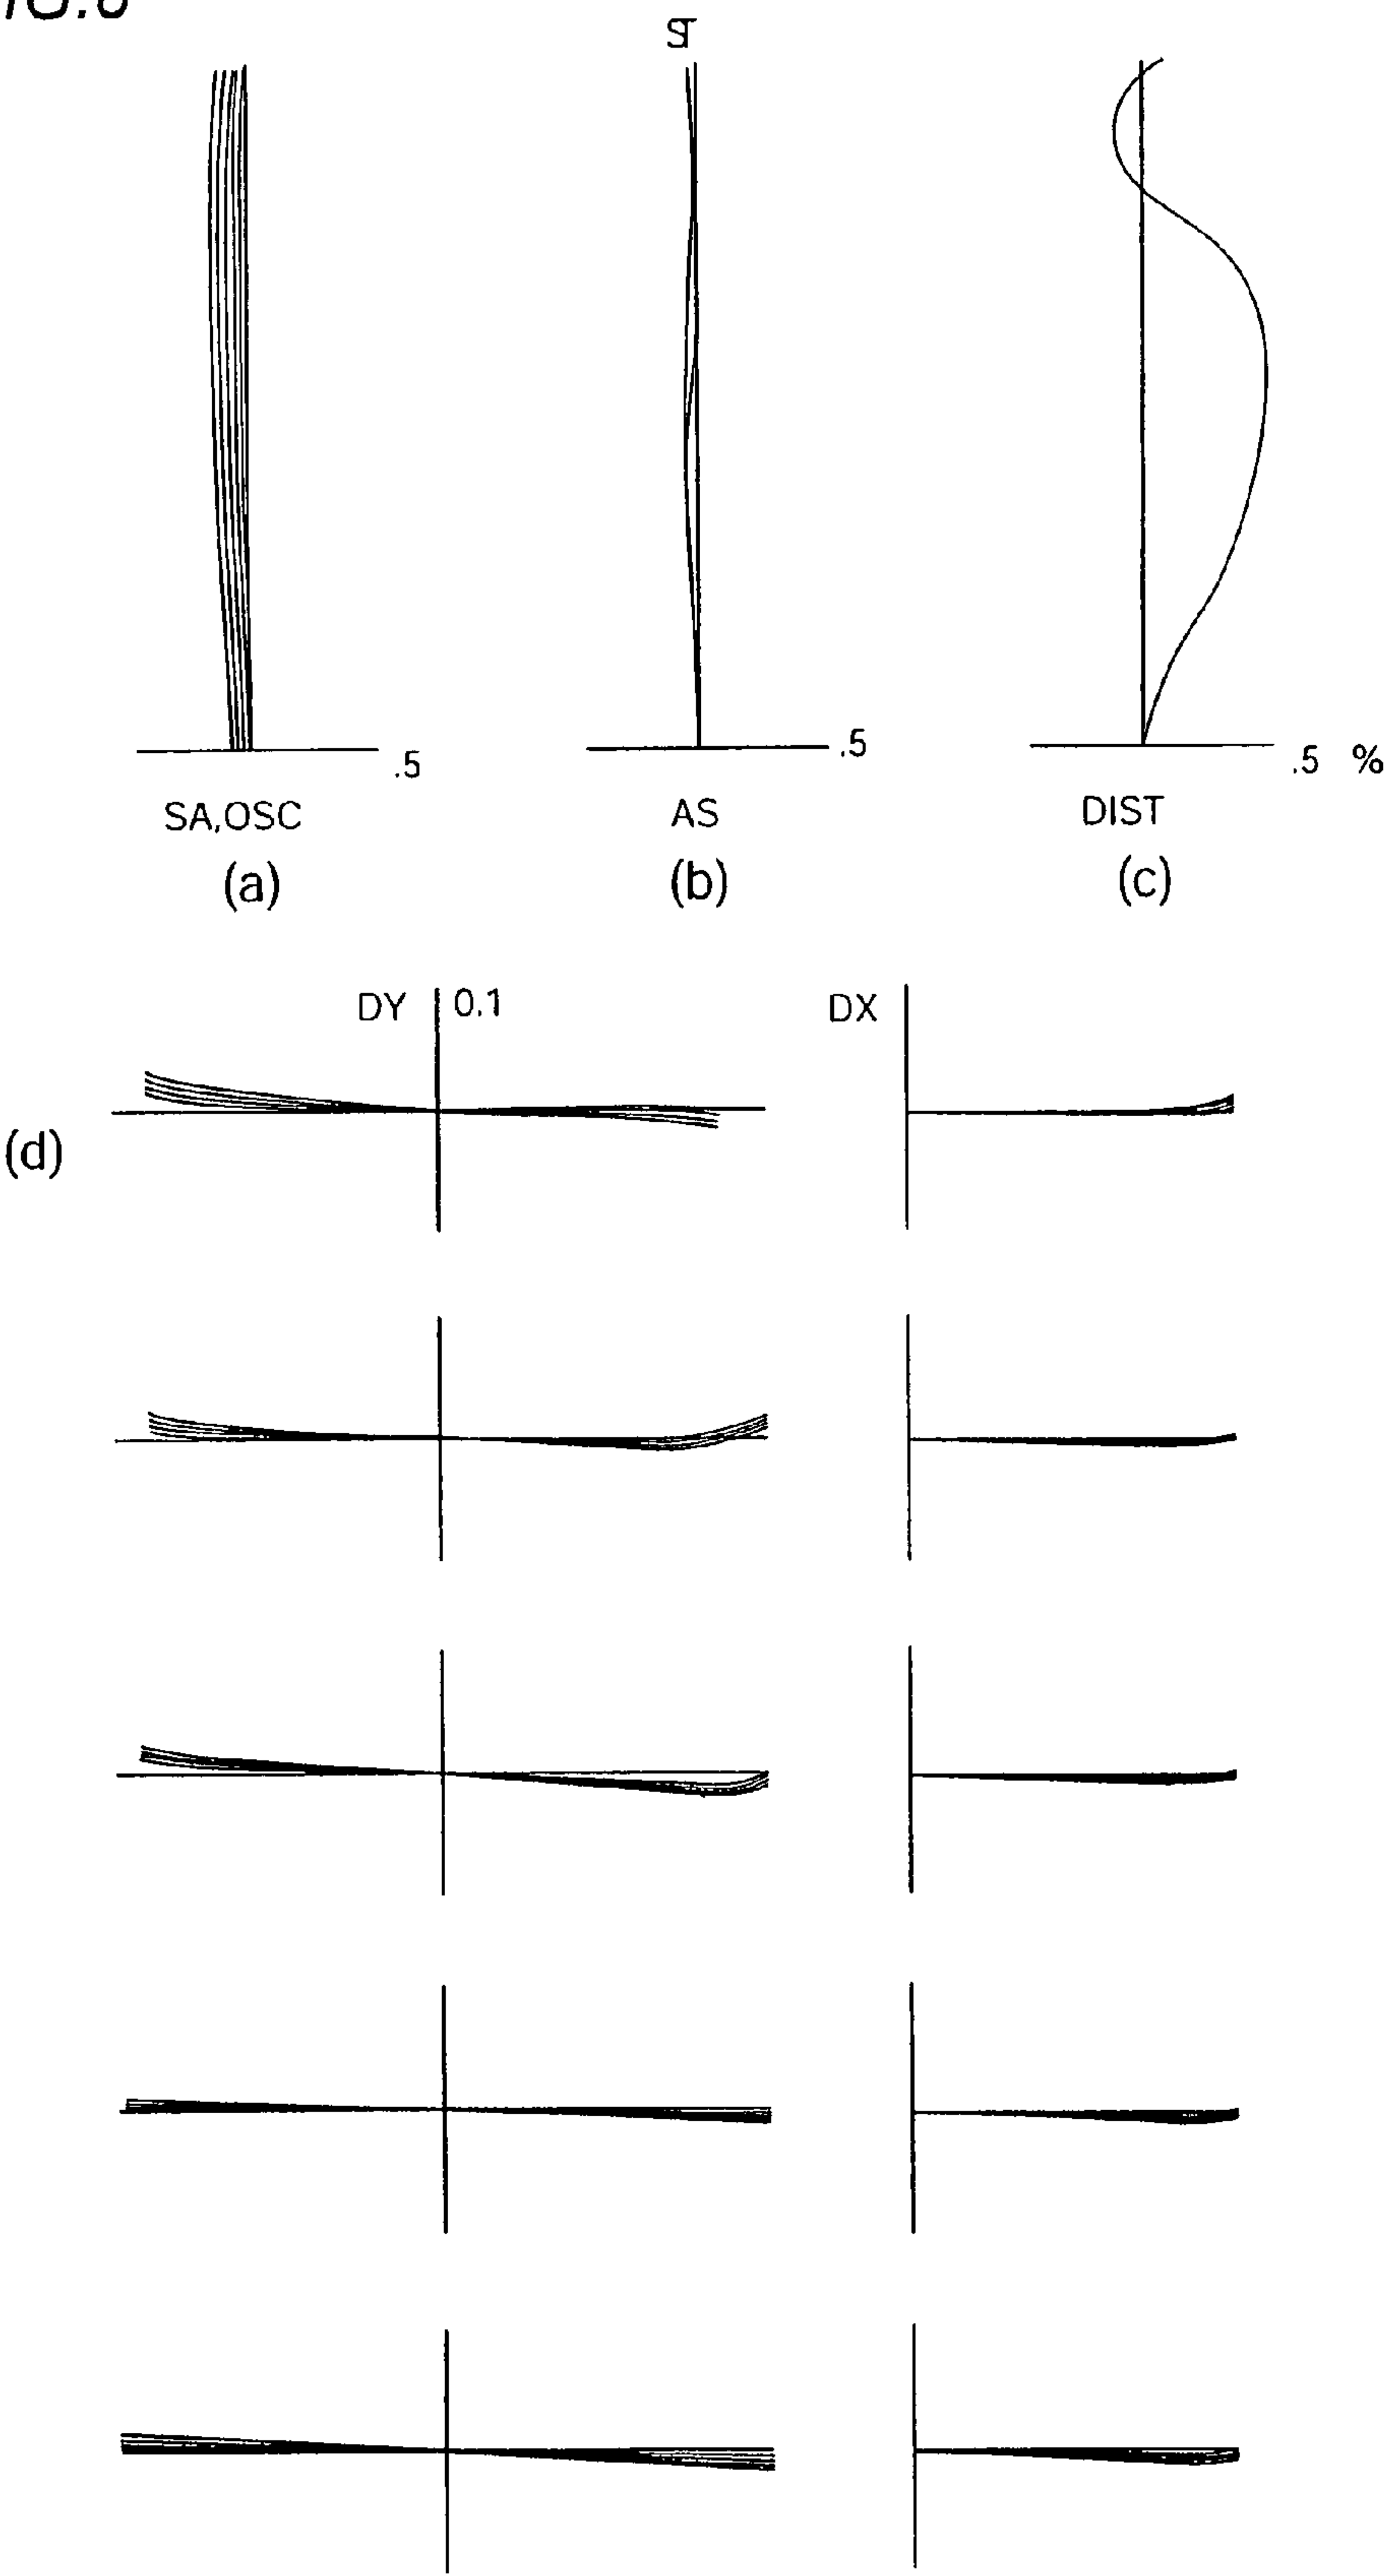 S T
.5
.5
.5 %
SA,OSC
AS
DIST
(a)
(b)
(c)
DY 0.1
DX
(d)